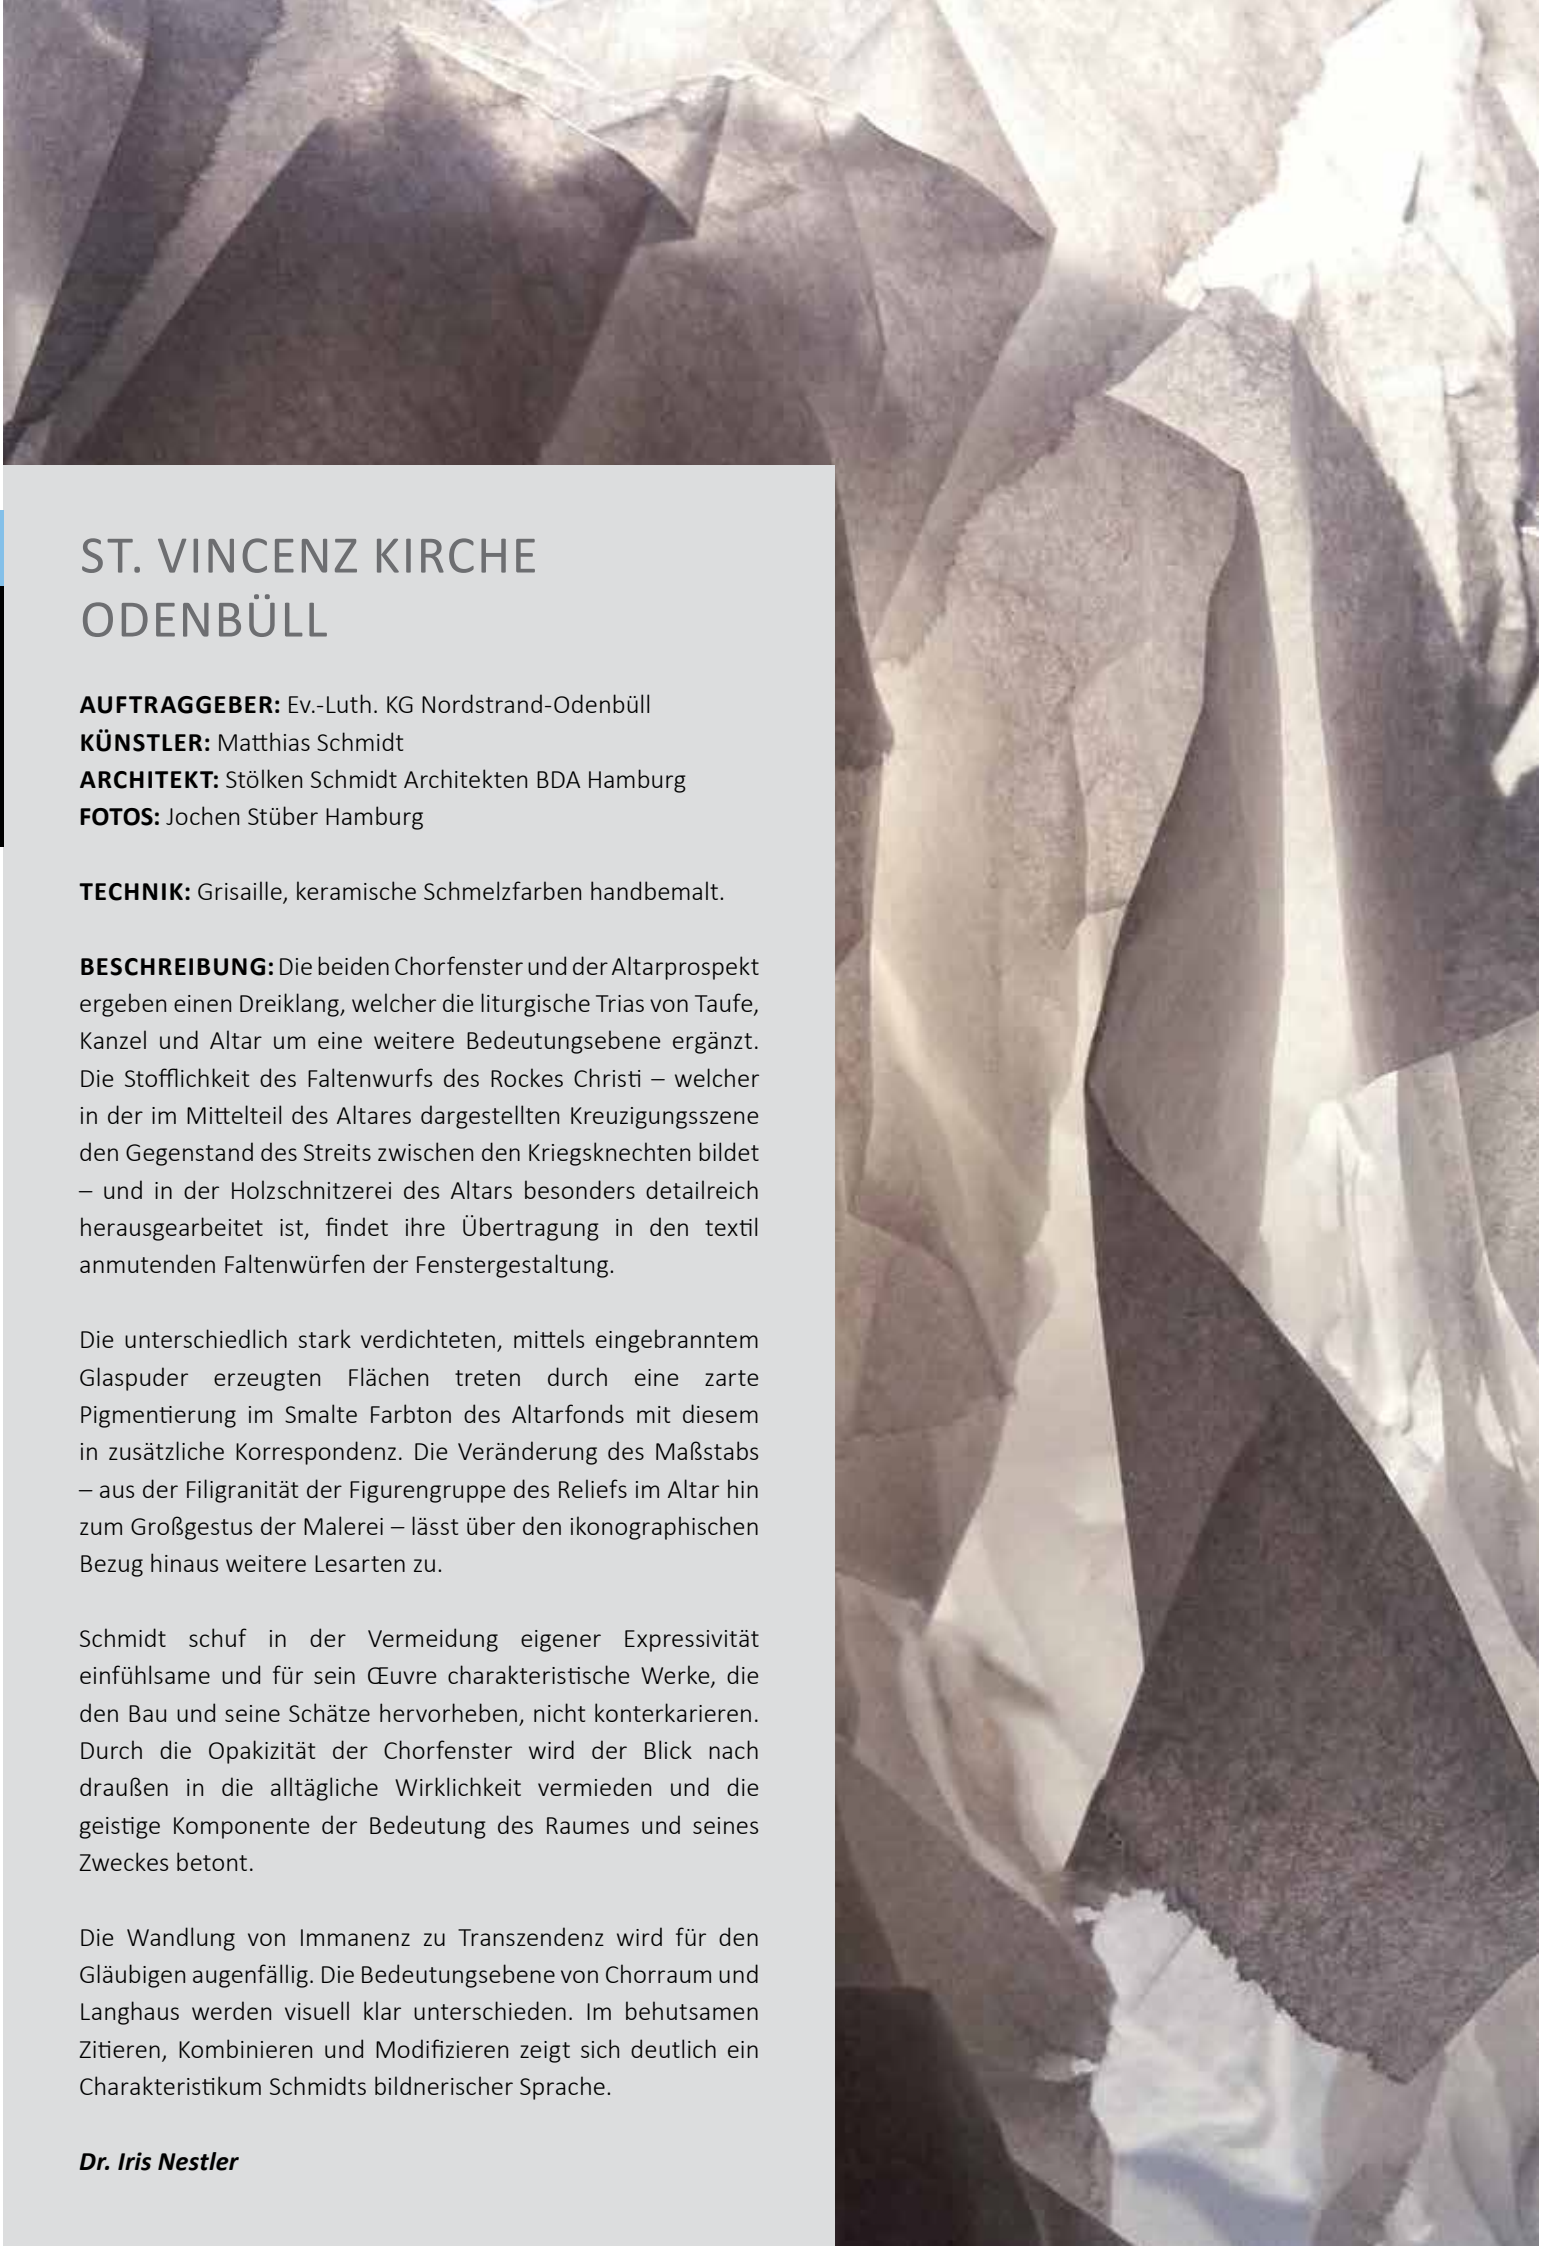 ST. VINCENZ KIRCHE
ODENBÜLL
AUFTRAGGEBER: Ev.-Luth. KG Nordstrand-Odenbüll
KÜNSTLER: Matthias Schmidt
ARCHITEKT: Stölken Schmidt Architekten BDA Hamburg
FOTOS: Jochen Stüber Hamburg
TECHNIK: Grisaille, keramische Schmelzfarben handbemalt.
BESCHREIBUNG: Die beiden Chorfenster und der Altarprospekt
ergeben einen Dreiklang, welcher die liturgische Trias von Taufe,
Kanzel und Altar um eine weitere Bedeutungsebene ergänzt.
Die Stofflichkeit des Faltenwurfs des Rockes Christi – welcher
in der im Mittelteil des Altares dargestellten Kreuzigungsszene
den Gegenstand des Streits zwischen den Kriegsknechten bildet
– und in der Holzschnitzerei des Altars besonders detailreich
herausgearbeitet ist, findet ihre Übertragung in den textil
anmutenden Faltenwürfen der Fenstergestaltung.
Die unterschiedlich stark verdichteten, mittels eingebranntem
Glaspuder erzeugten Flächen treten durch eine zarte
Pigmentierung im Smalte Farbton des Altarfonds mit diesem
in zusätzliche Korrespondenz. Die Veränderung des Maßstabs
– aus der Filigranität der Figurengruppe des Reliefs im Altar hin
zum Großgestus der Malerei – lässt über den ikonographischen
Bezug hinaus weitere Lesarten zu.
Schmidt schuf in der Vermeidung eigener Expressivität
einfühlsame und für sein Œuvre charakteristische Werke, die
den Bau und seine Schätze hervorheben, nicht konterkarieren.
Durch die Opakizität der Chorfenster wird der Blick nach
draußen in die alltägliche Wirklichkeit vermieden und die
geistige Komponente der Bedeutung des Raumes und seines
Zweckes betont.
Die Wandlung von Immanenz zu Transzendenz wird für den
Gläubigen augenfällig. Die Bedeutungsebene von Chorraum und
Langhaus werden visuell klar unterschieden. Im behutsamen
Zitieren, Kombinieren und Modifizieren zeigt sich deutlich ein
Charakteristikum Schmidts bildnerischer Sprache.
Dr. Iris Nestler